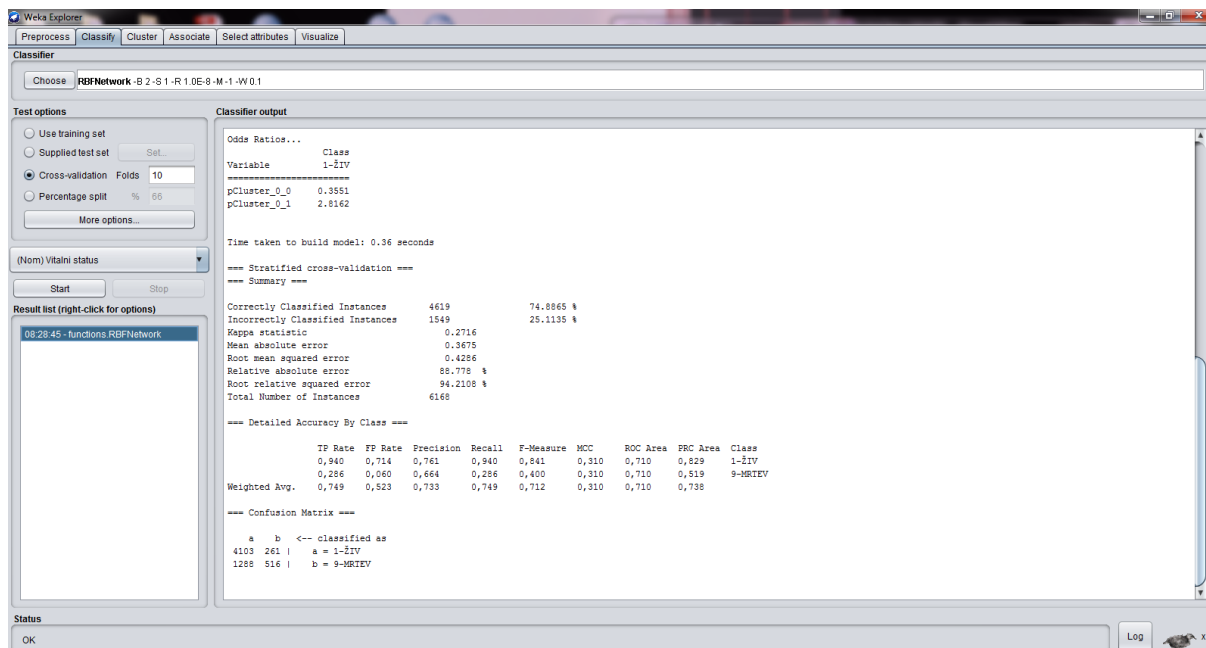 Weka Explorer
Preprocess Classify Cluster Associate Select attributes Visualize
Classifier
Choose RBFNetwork -B 2 -S 1 -R 1.0E-8 -M -1 -W 0.1
Test options
Use training set
Supplied test set Set...
Cross-validation Folds 10
Percentage split % 66
More options...
(Nom) Vitalni status
Start Stop
Result list (right-click for options)
08:28:45 - functions.RBFNetwork
Classifier output
Odds Ratios...
Class
Variable 1-ŽIV
======================
pCluster_0_0 0.3551
pCluster_0_1 2.8162
Time taken to build model: 0.36 seconds
=== Stratified cross-validation ===
=== Summary ===
Correctly Classified Instances 4619 74.8865 %
Incorrectly Classified Instances 1549 25.1135 %
Kappa statistic 0.2716
Mean absolute error 0.3675
Root mean squared error 0.4286
Relative absolute error 88.778 %
Root relative squared error 94.2108 %
Total Number of Instances 6168
=== Detailed Accuracy By Class ===
TP Rate FP Rate Precision Recall F-Measure MCC ROC Area PRC Area Class
0,940 0,714 0,761 0,940 0,841 0,310 0,710 0,829 1-ŽIV
0,286 0,060 0,664 0,286 0,400 0,310 0,710 0,519 9-MRTEV
Weighted Avg. 0,749 0,523 0,733 0,749 0,712 0,310 0,710 0,738
=== Confusion Matrix ===
a b <-- classified as
4103 261 | a = 1-ŽIV
1288 516 | b = 9-MRTEV
Status
OK
Log
x